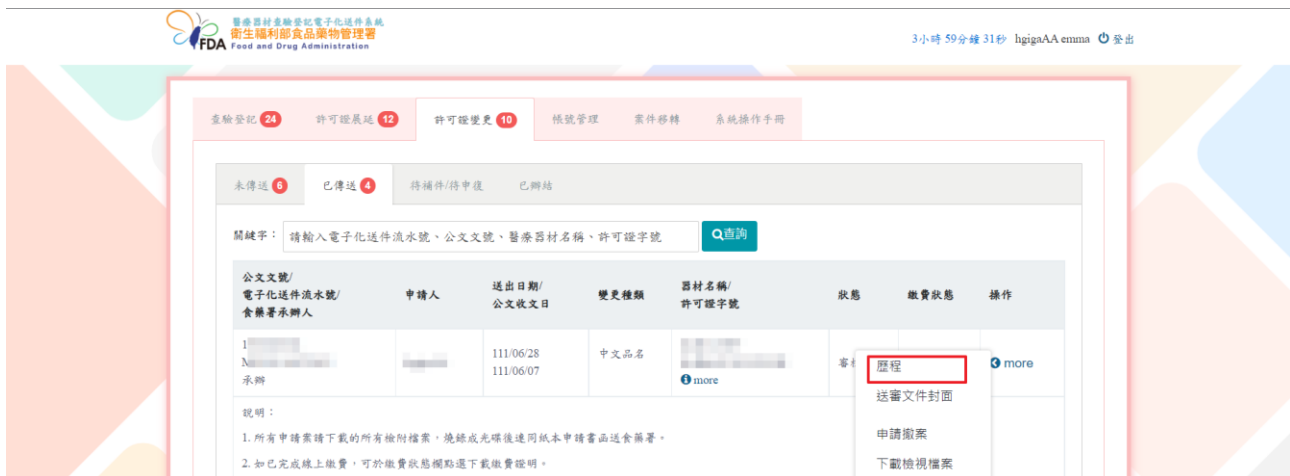 醫療器材查驗登記電子化送件系統
衛生福利部食品藥物管理署
FDA Food and Drug Administration
3小時 59分鐘 31秒 hgigaAA emma 登出
查驗登記 24 許可證展延 12 許可證變更 10 帳號管理 案件移轉 系統操作手冊
未傳送 6 已傳送 4 待補件/待申復 已辦結
關鍵字： 請輸入電子化送件流水號、公文文號、醫療器材名稱、許可證字號 查詢
公文文號/
電子化送件流水號/
食藥署承辦人
申請人
送出日期/
公文收文日
變更種類
器材名稱/
許可證字號
狀態
繳費狀態
操作
1
承辦
111/06/28
111/06/07
中文品名
more
審
more
歷程
送審文件封面
申請撤案
下載檢視檔案
說明：
1. 所有申請案請下載的所有檢附檔案，燒錄成光碟後連同紙本申請書函送食藥署。
2. 如已完成線上繳費，可於繳費狀態欄點選下載繳費證明。